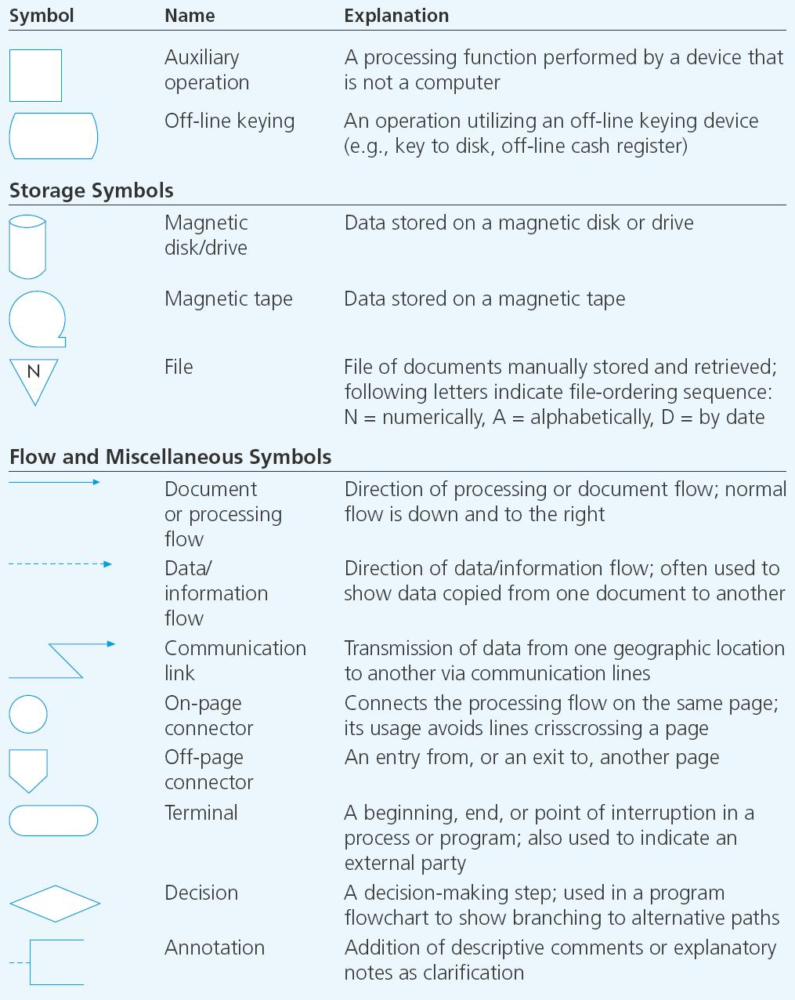 Symbol Name Explanation
Auxiliary operation A processing function performed by a device that
is not a computer
Off-line keying An operation utilizing an off-line keying device
(e.g., key to disk, off-line cash register)
Storage Symbols
Magnetic Data stored on a magnetic disk or drive
disk/drive
Magnetic tape Data stored on a magnetic tape
N File File of documents manually stored and retrieved;
following letters indicate file-ordering sequence:
N = numerically, A = alphabetically, D = by date
Flow and Miscellaneous Symbols
Document Direction of processing or document flow; normal
or processing flow is down and to the right
flow
Data/ Direction of data/information flow; often used to
information show data copied from one document to another
flow
Communication Transmission of data from one geographic location
link to another via communication lines
On-page Connects the processing flow on the same page;
connector its usage avoids lines crisscrossing a page
Off-page An entry from, or an exit to, another page
connector
Terminal A beginning, end, or point of interruption in a
process or program; also used to indicate an
external party
Decision A decision-making step; used in a program
flowchart to show branching to alternative paths
Annotation Addition of descriptive comments or explanatory
notes as clarification